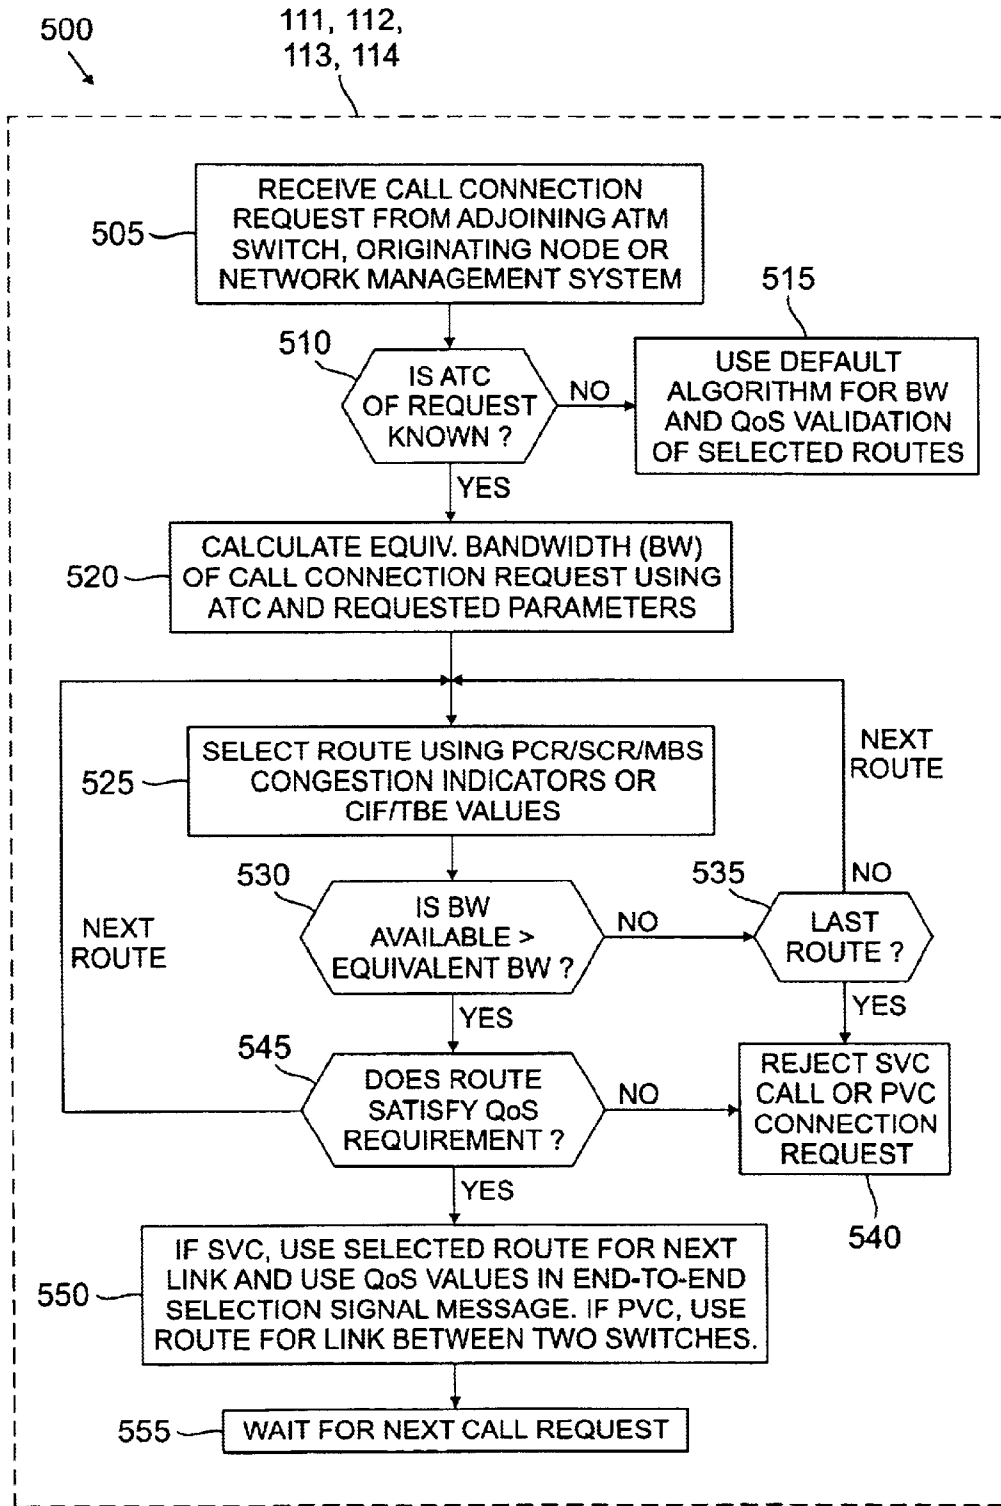 500
111, 112,
113, 114
505
RECEIVE CALL CONNECTION
REQUEST FROM ADJOINING ATM
SWITCH, ORIGINATING NODE OR
NETWORK MANAGEMENT SYSTEM
510
IS ATC
OF REQUEST
KNOWN ?
NO
515
USE DEFAULT
ALGORITHM FOR BW
AND QoS VALIDATION
OF SELECTED ROUTES
YES
520
CALCULATE EQUIV. BANDWIDTH (BW)
OF CALL CONNECTION REQUEST USING
ATC AND REQUESTED PARAMETERS
525
SELECT ROUTE USING PCR/SCR/MBS
CONGESTION INDICATORS OR
CIF/TBE VALUES
NEXT
ROUTE
530
IS BW
AVAILABLE >
EQUIVALENT BW ?
NO
535
LAST
ROUTE ?
NO
YES
NEXT
ROUTE
YES
545
DOES ROUTE
SATISFY QoS
REQUIREMENT ?
NO
REJECT SVC
CALL OR PVC
CONNECTION
REQUEST
540
YES
550
IF SVC, USE SELECTED ROUTE FOR NEXT
LINK AND USE QoS VALUES IN END-TO-END
SELECTION SIGNAL MESSAGE. IF PVC, USE
ROUTE FOR LINK BETWEEN TWO SWITCHES.
555
WAIT FOR NEXT CALL REQUEST